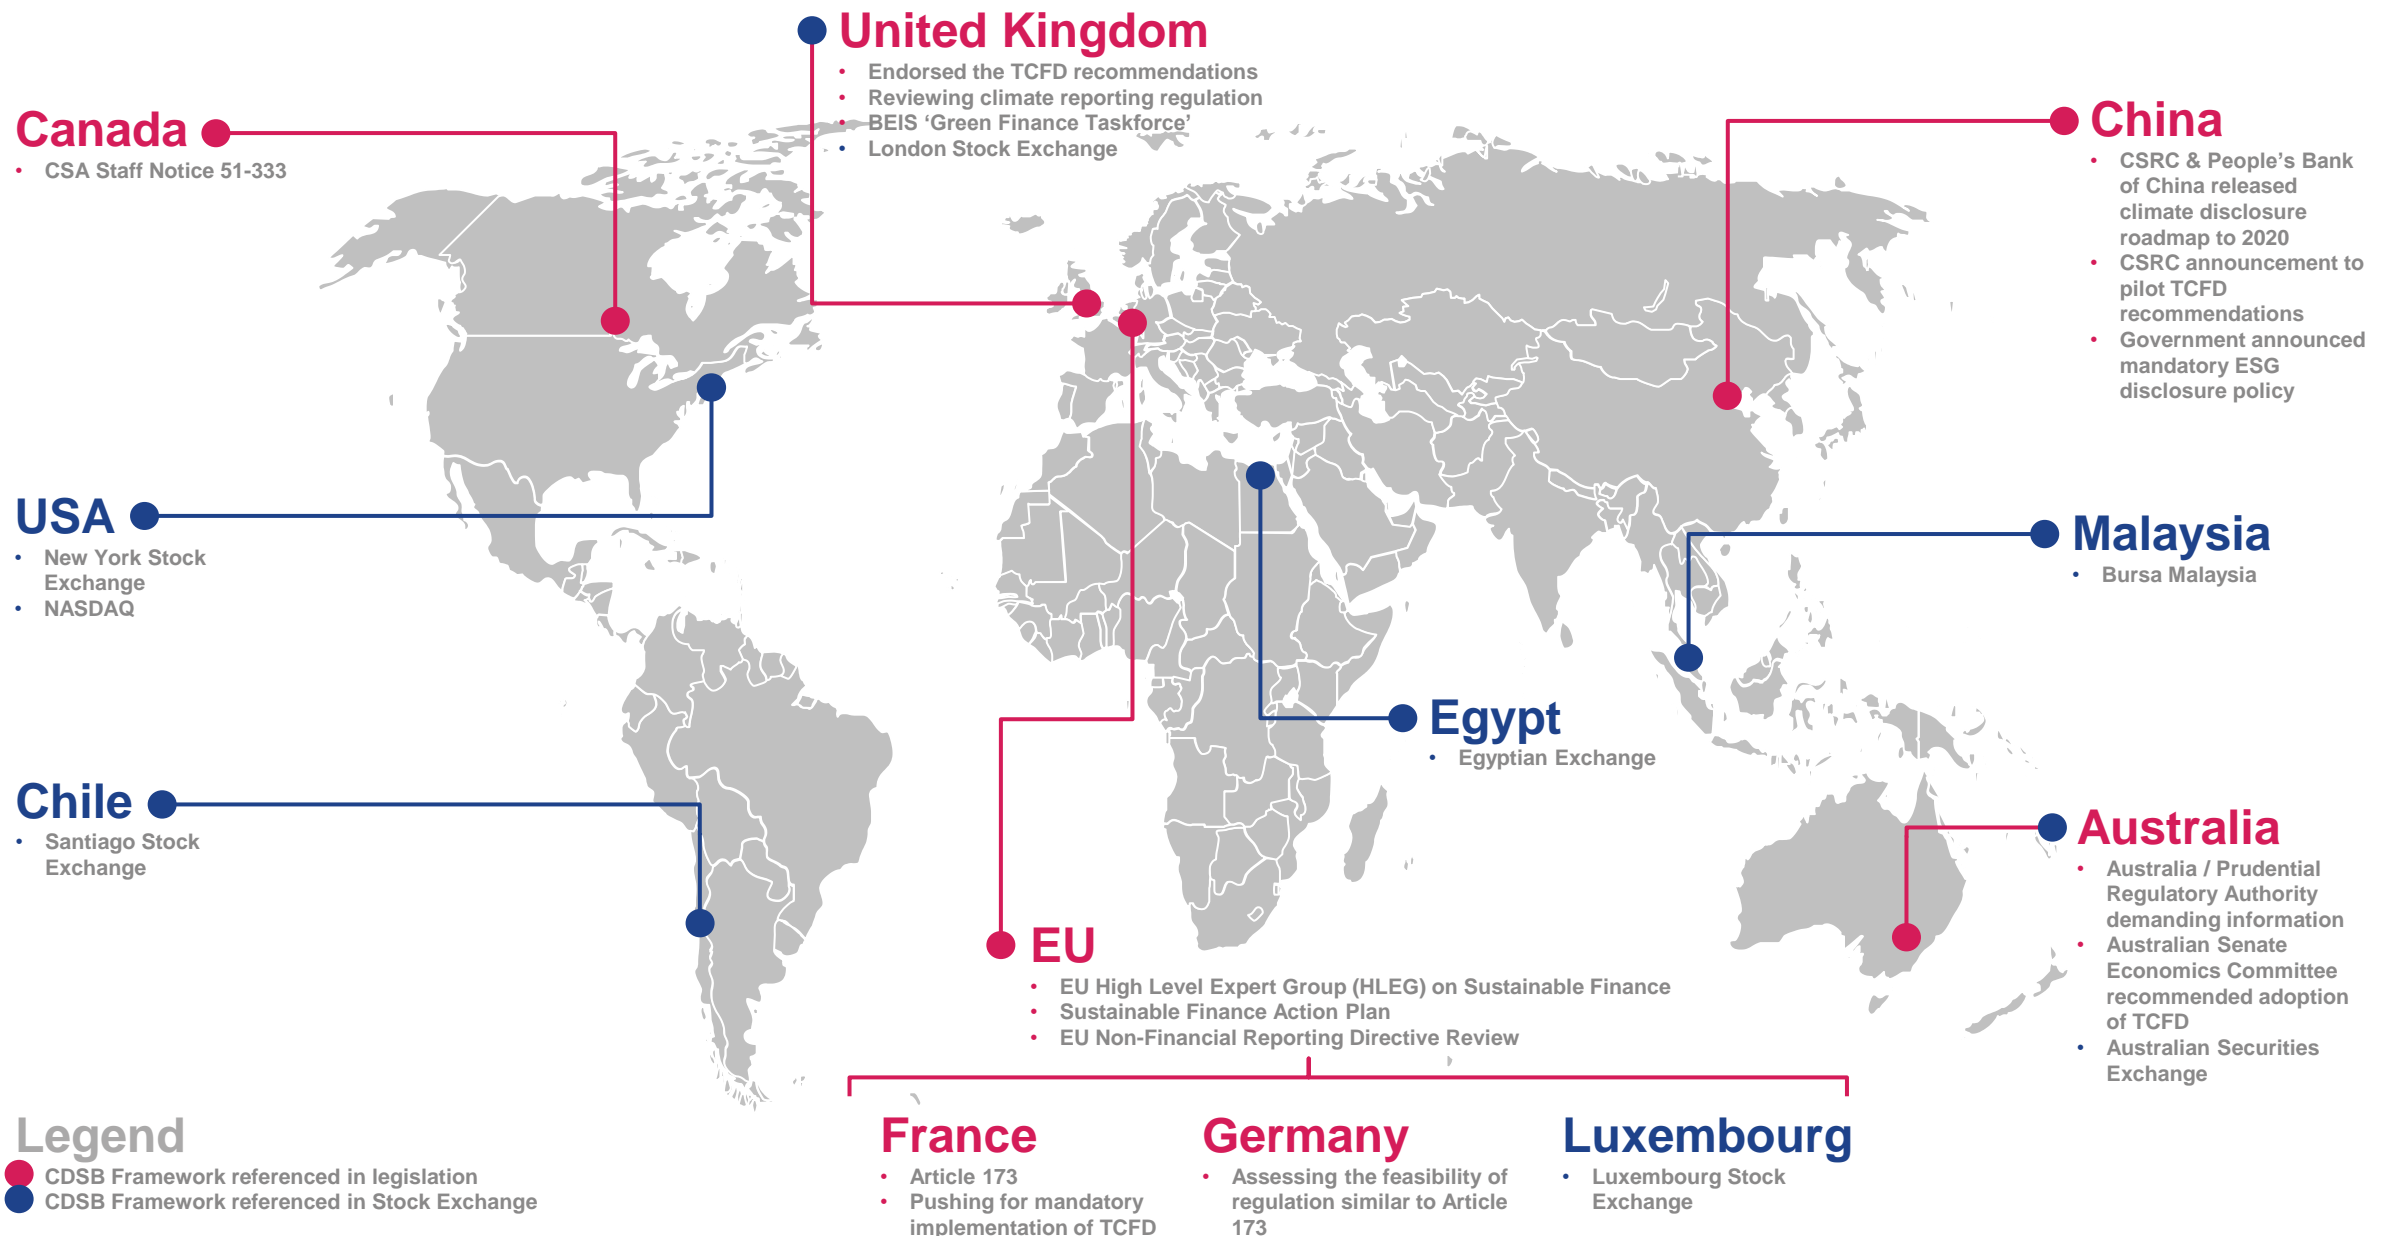 United Kingdom
• Endorsed the TCFD recommendations
• Reviewing climate reporting regulation
• BEIS ‘Green Finance Taskforce’
• London Stock Exchange
Canada
• CSA Staff Notice 51-333
China
• CSRC & People’s Bank
of China released
climate disclosure
roadmap to 2020
• CSRC announcement to
pilot TCFD
recommendations
• Government announced
mandatory ESG
disclosure policy
USA
• New York Stock
Exchange
• NASDAQ
Malaysia
• Bursa Malaysia
Egypt
• Egyptian Exchange
Chile
• Santiago Stock
Exchange
Australia
• Australia / Prudential
Regulatory Authority
demanding information
• Australian Senate
Economics Committee
recommended adoption
of TCFD
• Australian Securities
Exchange
EU
• EU High Level Expert Group (HLEG) on Sustainable Finance
• Sustainable Finance Action Plan
• EU Non-Financial Reporting Directive Review
France
• Article 173
• Pushing for mandatory
implementation of TCFD
Germany
• Assessing the feasibility of
regulation similar to Article
173
Luxembourg
• Luxembourg Stock
Exchange
Legend
CDSB Framework referenced in legislation
CDSB Framework referenced in Stock Exchange